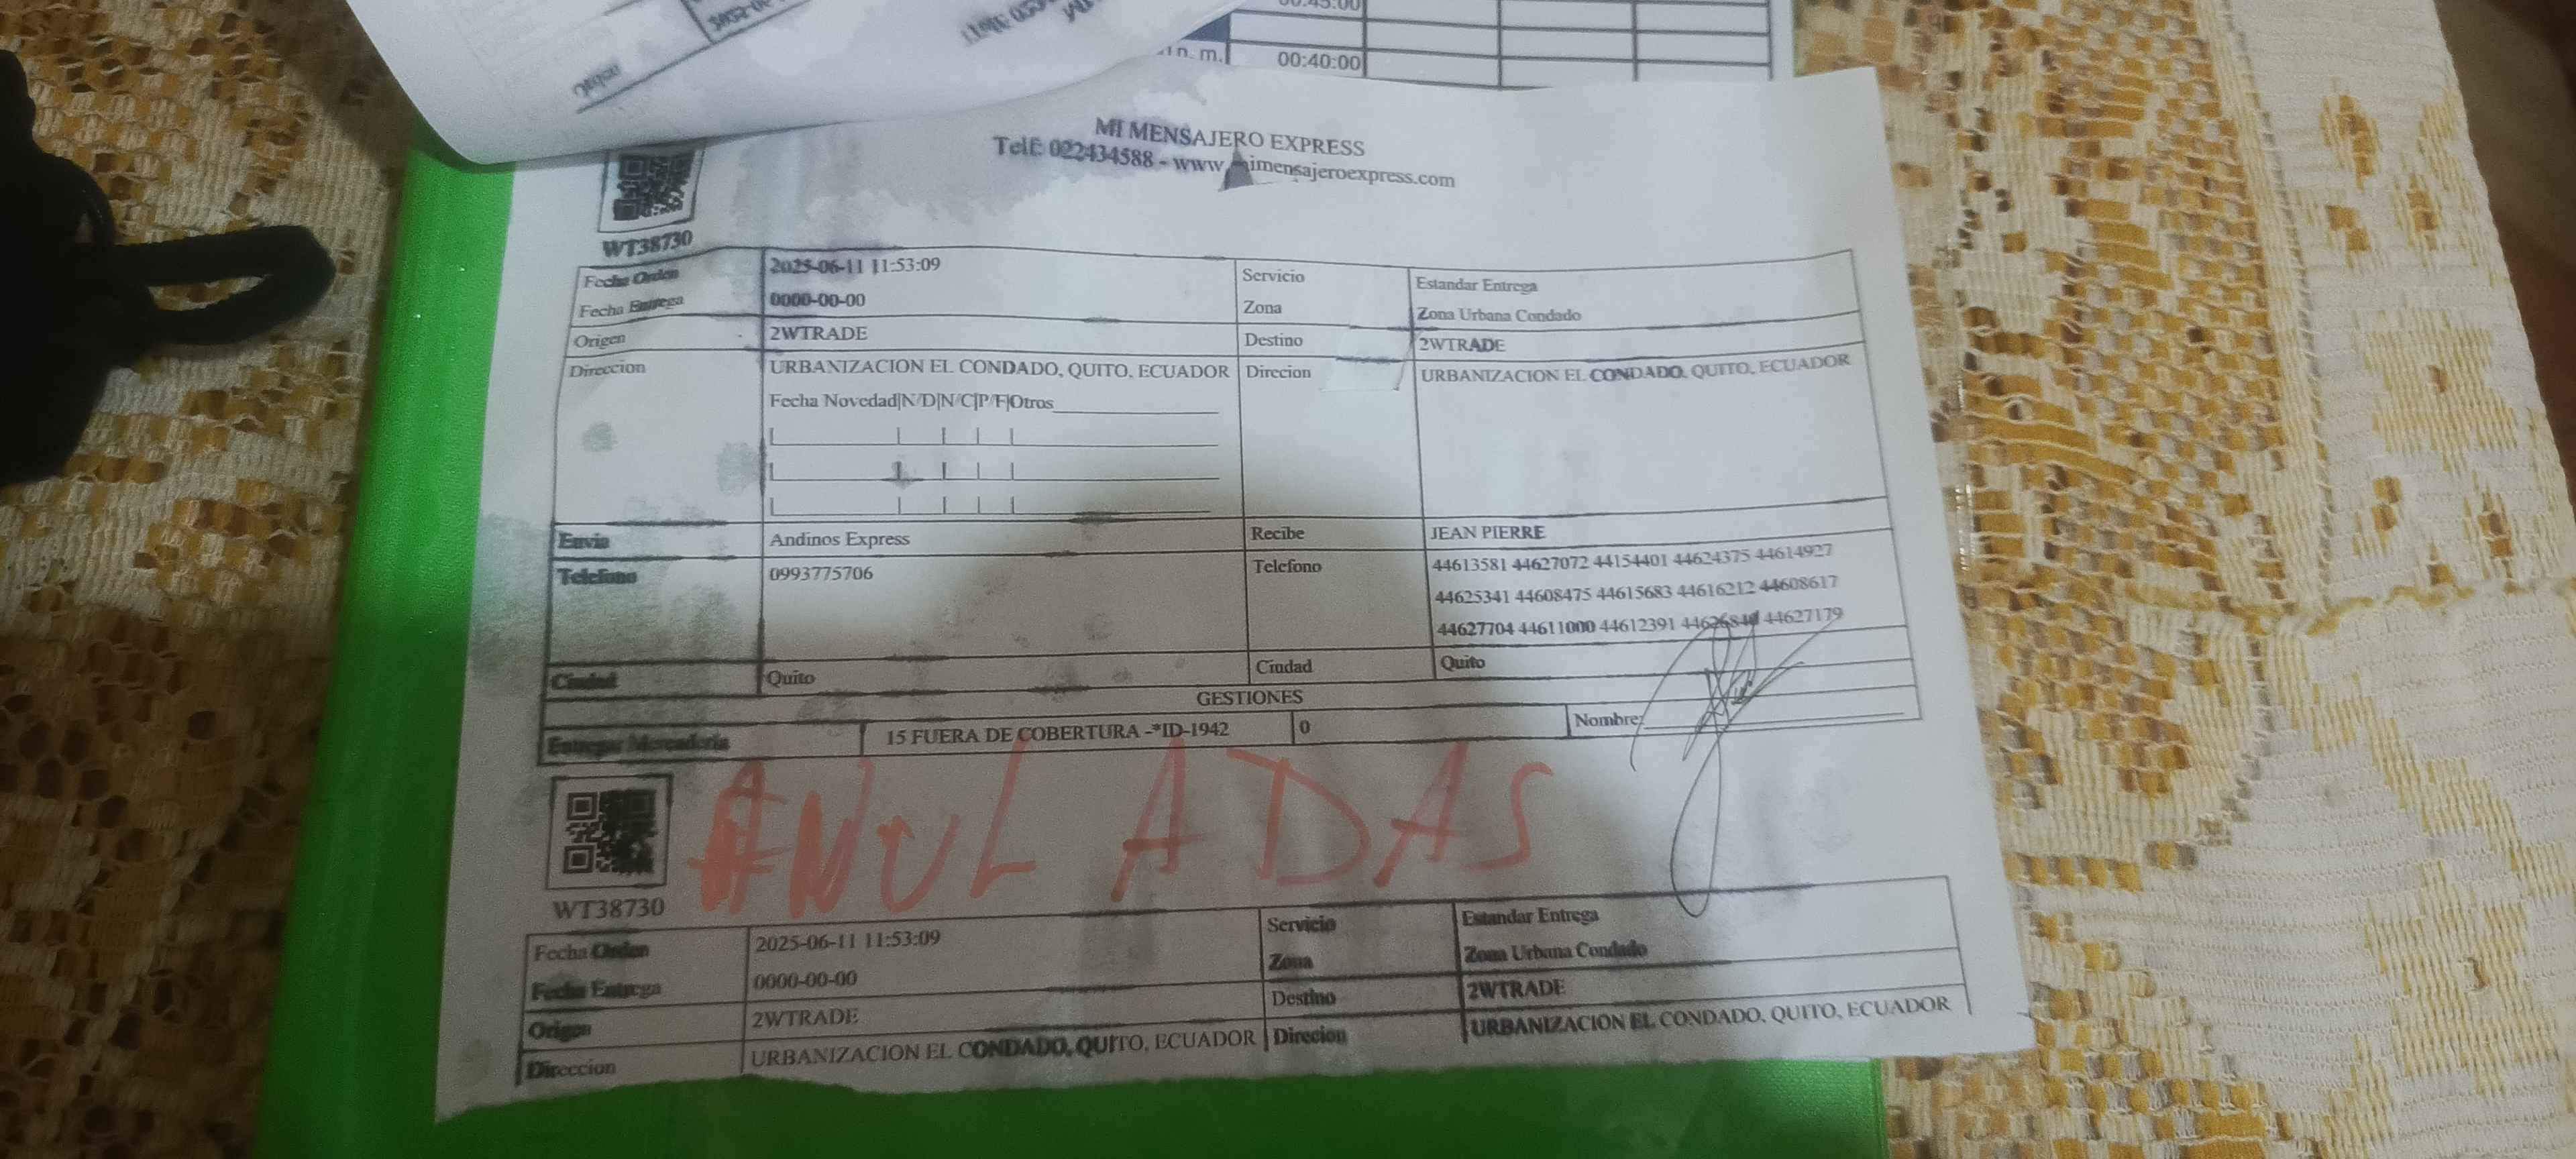 00:45:00
n. m. 00:40:00
MI MENSAJERO EXPRESS
Telf: 022434588 - www imensajeroexpress.com
WT38730
Fecha Orden 2025-06-11 11:53:09 Servicio Estandar Entrega
Fecha Entrega 0000-00-00 Zona Zona Urbana Condado
Origen 2WTRADE Destino 2WTRADE
Direccion URBANIZACION EL CONDADO, QUITO, ECUADOR Direcion URBANIZACION EL CONDADO, QUITO, ECUADOR
Fecha Novedad|N/D|N/C|P/F|Otros
Envia Andinos Express Recibe JEAN PIERRE
Telefono 0993775706 Telefono 44613581 44627072 44154401 44624375 44614927
44625341 44608475 44615683 44616212 44608617
44627704 44611000 44612391 44627179
Ciudad Quito Ciudad Quito
GESTIONES
Entregar Mercaderia 15 FUERA DE COBERTURA -*ID-1942 0 Nombre:
ANULADAS
WT38730
Fecha Orden 2025-06-11 11:53:09 Servicio Estandar Entrega
Fecha Entrega 0000-00-00 Zona Zona Urbana Condado
Origen 2WTRADE Destino 2WTRADE
Direccion URBANIZACION EL CONDADO, QUITO, ECUADOR Direcion URBANIZACION EL CONDADO, QUITO, ECUADOR